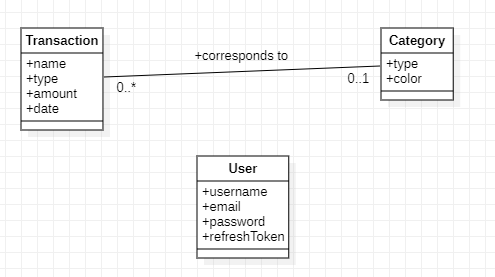 Transaction
+name
+type
+amount
+date
+corresponds to
0..*
0..1
Category
+type
+color
User
+username
+email
+password
+refreshToken